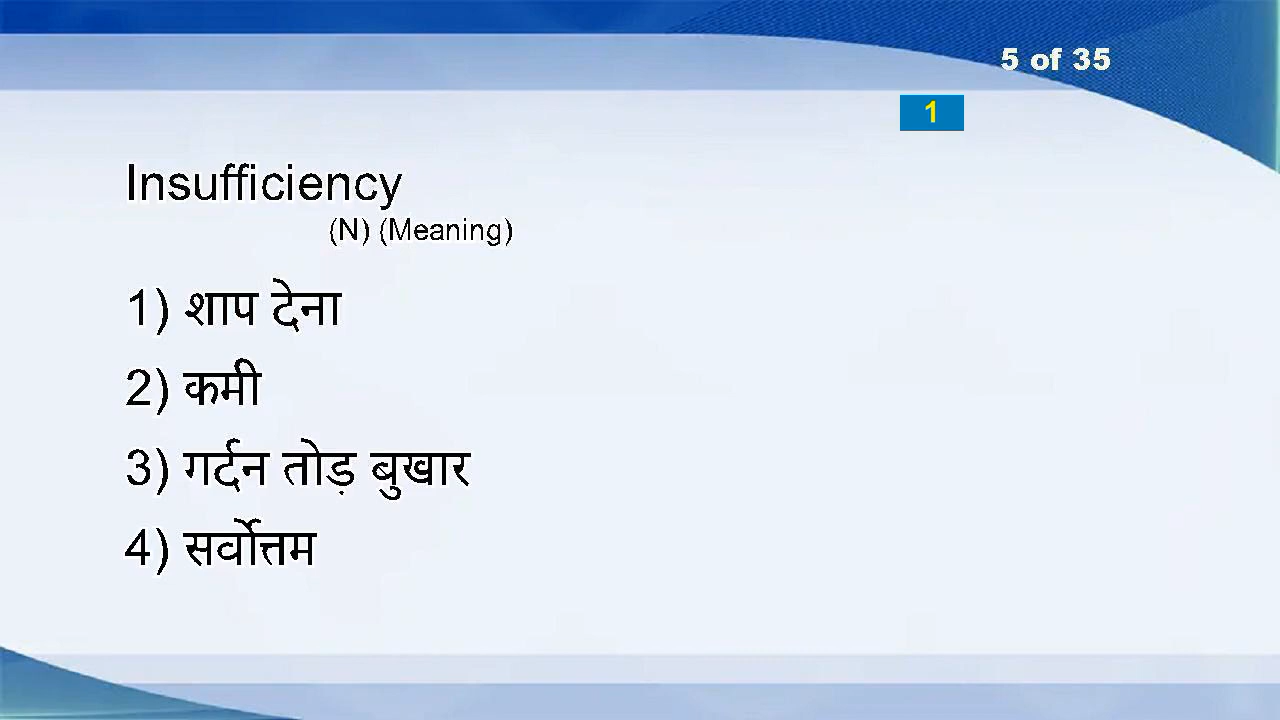 5 of 35
1
Insufficiency
(N) (Meaning)
1) शाप देना
2) कमी
3) गर्दन तोड़ बुखार
4) सर्वोत्तम